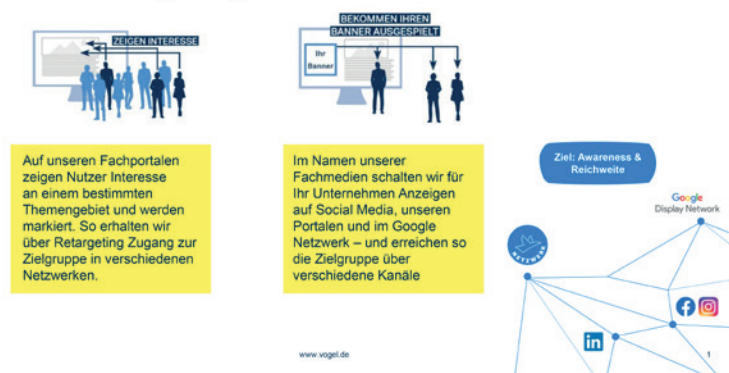 ZEIGEN INTERESSE
BEKOMMEN IHREN
BANNER AUSGESPIELT
Ihr
Banner
Auf unseren Fachportalen
zeigen Nutzer Interesse
an einem bestimmten
Themengebiet und werden
markiert. So erhalten wir
über Retargeting Zugang zur
Zielgruppe in verschiedenen
Netzwerken.
Im Namen unserer
Fachmedien schalten wir für
Ihr Unternehmen Anzeigen
auf Social Media, unseren
Portalen und im Google
Netzwerk – und erreichen so
die Zielgruppe über
verschiedene Kanäle
Ziel: Awareness &
Reichweite
Google
Display Network
NETZWERK
in
www.vogel.de
1